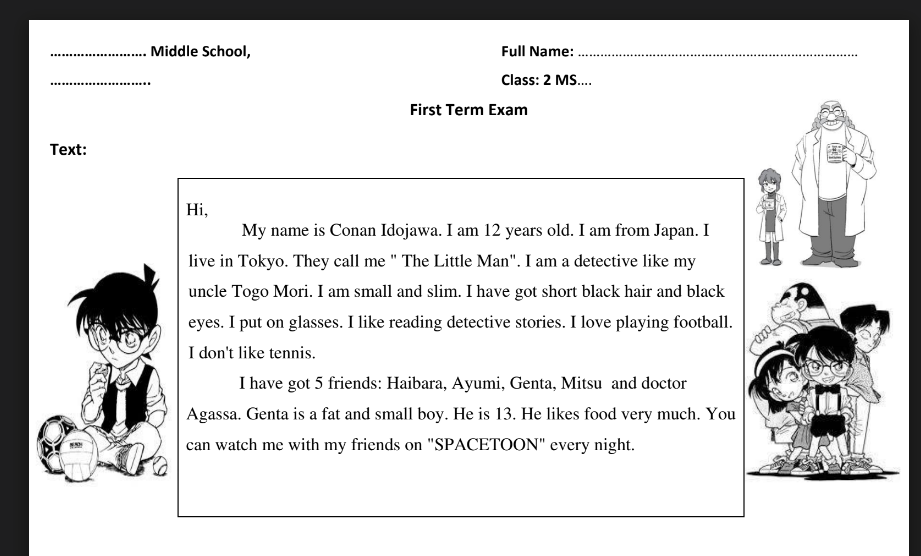 ……………………. Middle School,
Full Name: ………………………………………………………………
……………………..
Class: 2 MS....
First Term Exam
Text:
Hi,
My name is Conan Idojawa. I am 12 years old. I am from Japan. I
live in Tokyo. They call me " The Little Man". I am a detective like my
uncle Togo Mori. I am small and slim. I have got short black hair and black
eyes. I put on glasses. I like reading detective stories. I love playing football.
I don't like tennis.
I have got 5 friends: Haibara, Ayumi, Genta, Mitsu and doctor
Agassa. Genta is a fat and small boy. He is 13. He likes food very much. You
can watch me with my friends on "SPACETOON" every night.